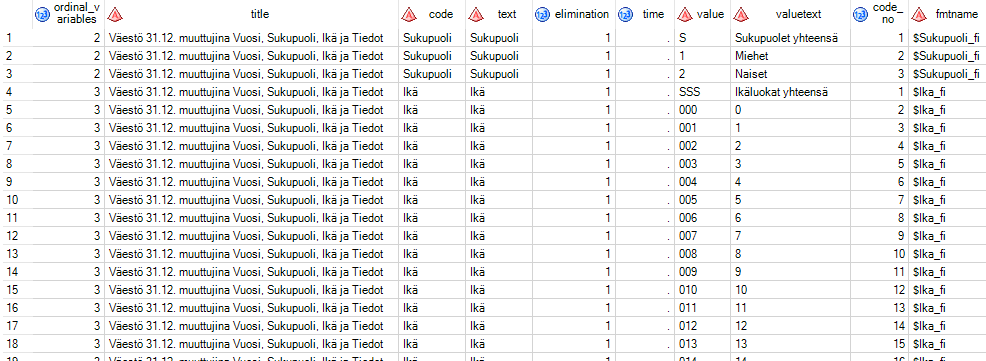 ordinal_variables title code text elimination time value valuetext code_no fmtname
1 2 Väestö 31.12. muuttujina Vuosi, Sukupuoli, Ikä ja Tiedot Sukupuoli Sukupuoli 1 . S Sukupuolet yhteensä 1 $Sukupuoli_fi
2 2 Väestö 31.12. muuttujina Vuosi, Sukupuoli, Ikä ja Tiedot Sukupuoli Sukupuoli 1 . 1 Miehet 2 $Sukupuoli_fi
3 2 Väestö 31.12. muuttujina Vuosi, Sukupuoli, Ikä ja Tiedot Sukupuoli Sukupuoli 1 . 2 Naiset 3 $Sukupuoli_fi
4 3 Väestö 31.12. muuttujina Vuosi, Sukupuoli, Ikä ja Tiedot Ikä Ikä 1 . SSS Ikäluokat yhteensä 1 $Ika_fi
5 3 Väestö 31.12. muuttujina Vuosi, Sukupuoli, Ikä ja Tiedot Ikä Ikä 1 . 000 0 2 $Ika_fi
6 3 Väestö 31.12. muuttujina Vuosi, Sukupuoli, Ikä ja Tiedot Ikä Ikä 1 . 001 1 3 $Ika_fi
7 3 Väestö 31.12. muuttujina Vuosi, Sukupuoli, Ikä ja Tiedot Ikä Ikä 1 . 002 2 4 $Ika_fi
8 3 Väestö 31.12. muuttujina Vuosi, Sukupuoli, Ikä ja Tiedot Ikä Ikä 1 . 003 3 5 $Ika_fi
9 3 Väestö 31.12. muuttujina Vuosi, Sukupuoli, Ikä ja Tiedot Ikä Ikä 1 . 004 4 6 $Ika_fi
10 3 Väestö 31.12. muuttujina Vuosi, Sukupuoli, Ikä ja Tiedot Ikä Ikä 1 . 005 5 7 $Ika_fi
11 3 Väestö 31.12. muuttujina Vuosi, Sukupuoli, Ikä ja Tiedot Ikä Ikä 1 . 006 6 8 $Ika_fi
12 3 Väestö 31.12. muuttujina Vuosi, Sukupuoli, Ikä ja Tiedot Ikä Ikä 1 . 007 7 9 $Ika_fi
13 3 Väestö 31.12. muuttujina Vuosi, Sukupuoli, Ikä ja Tiedot Ikä Ikä 1 . 008 8 10 $Ika_fi
14 3 Väestö 31.12. muuttujina Vuosi, Sukupuoli, Ikä ja Tiedot Ikä Ikä 1 . 009 9 11 $Ika_fi
15 3 Väestö 31.12. muuttujina Vuosi, Sukupuoli, Ikä ja Tiedot Ikä Ikä 1 . 010 10 12 $Ika_fi
16 3 Väestö 31.12. muuttujina Vuosi, Sukupuoli, Ikä ja Tiedot Ikä Ikä 1 . 011 11 13 $Ika_fi
17 3 Väestö 31.12. muuttujina Vuosi, Sukupuoli, Ikä ja Tiedot Ikä Ikä 1 . 012 12 14 $Ika_fi
18 3 Väestö 31.12. muuttujina Vuosi, Sukupuoli, Ikä ja Tiedot Ikä Ikä 1 . 013 13 15 $Ika_fi